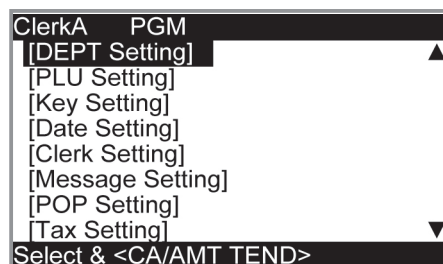 ClerkA PGM
[DEPT Setting]
[PLU Setting]
[Key Setting]
[Date Setting]
[Clerk Setting]
[Message Setting]
[POP Setting]
[Tax Setting]
Select & <CA/AMT TEND>